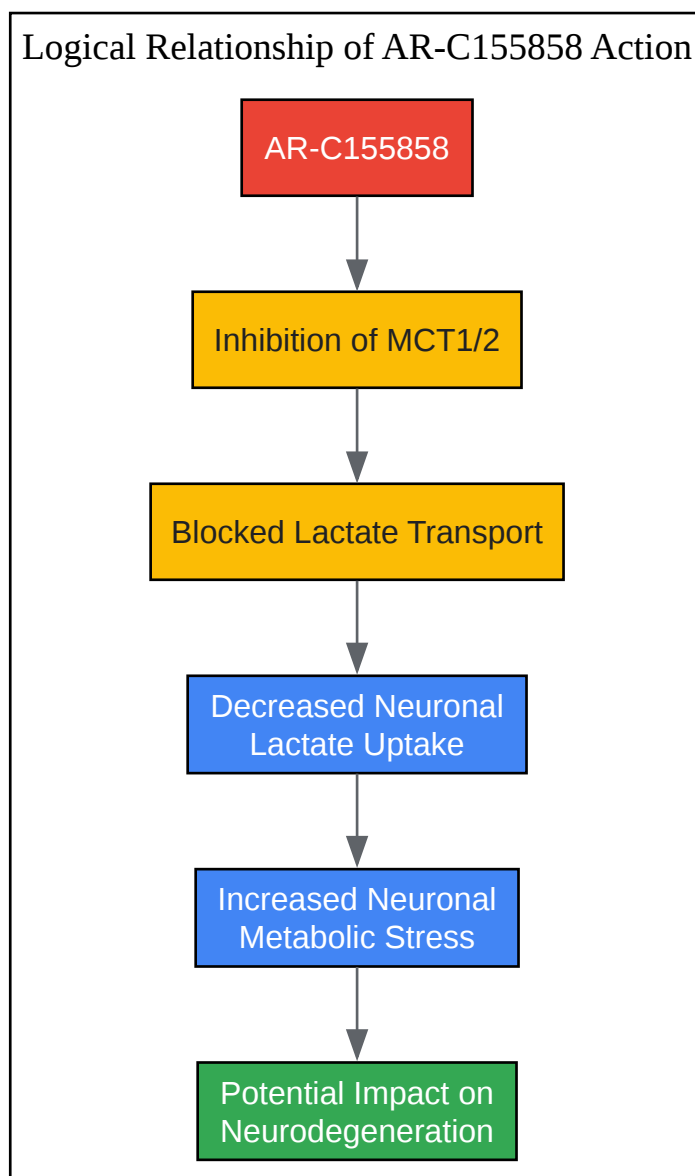 Logical Relationship of AR-C155858 Action
AR-C155858
Inhibition of MCT1/2
Blocked Lactate Transport
Decreased Neuronal
Lactate Uptake
Increased Neuronal
Metabolic Stress
Potential Impact on
Neurodegeneration